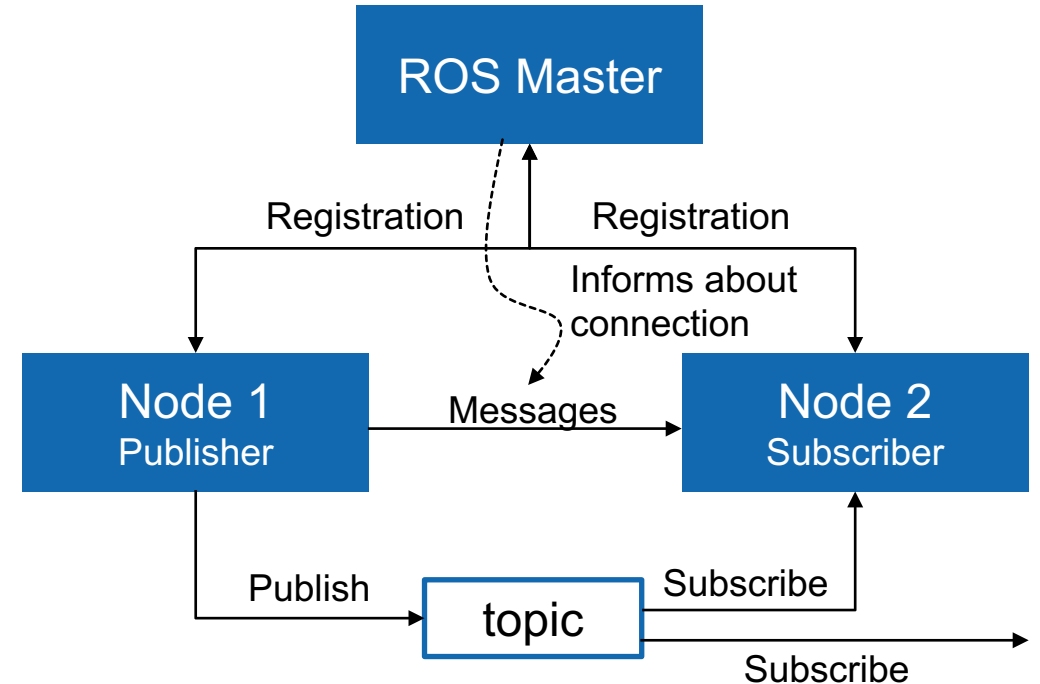 ROS Master
Registration
Registration
Informs about
connection
Node 1
Publisher
Messages
Node 2
Subscriber
Publish
topic
Subscribe
Subscribe